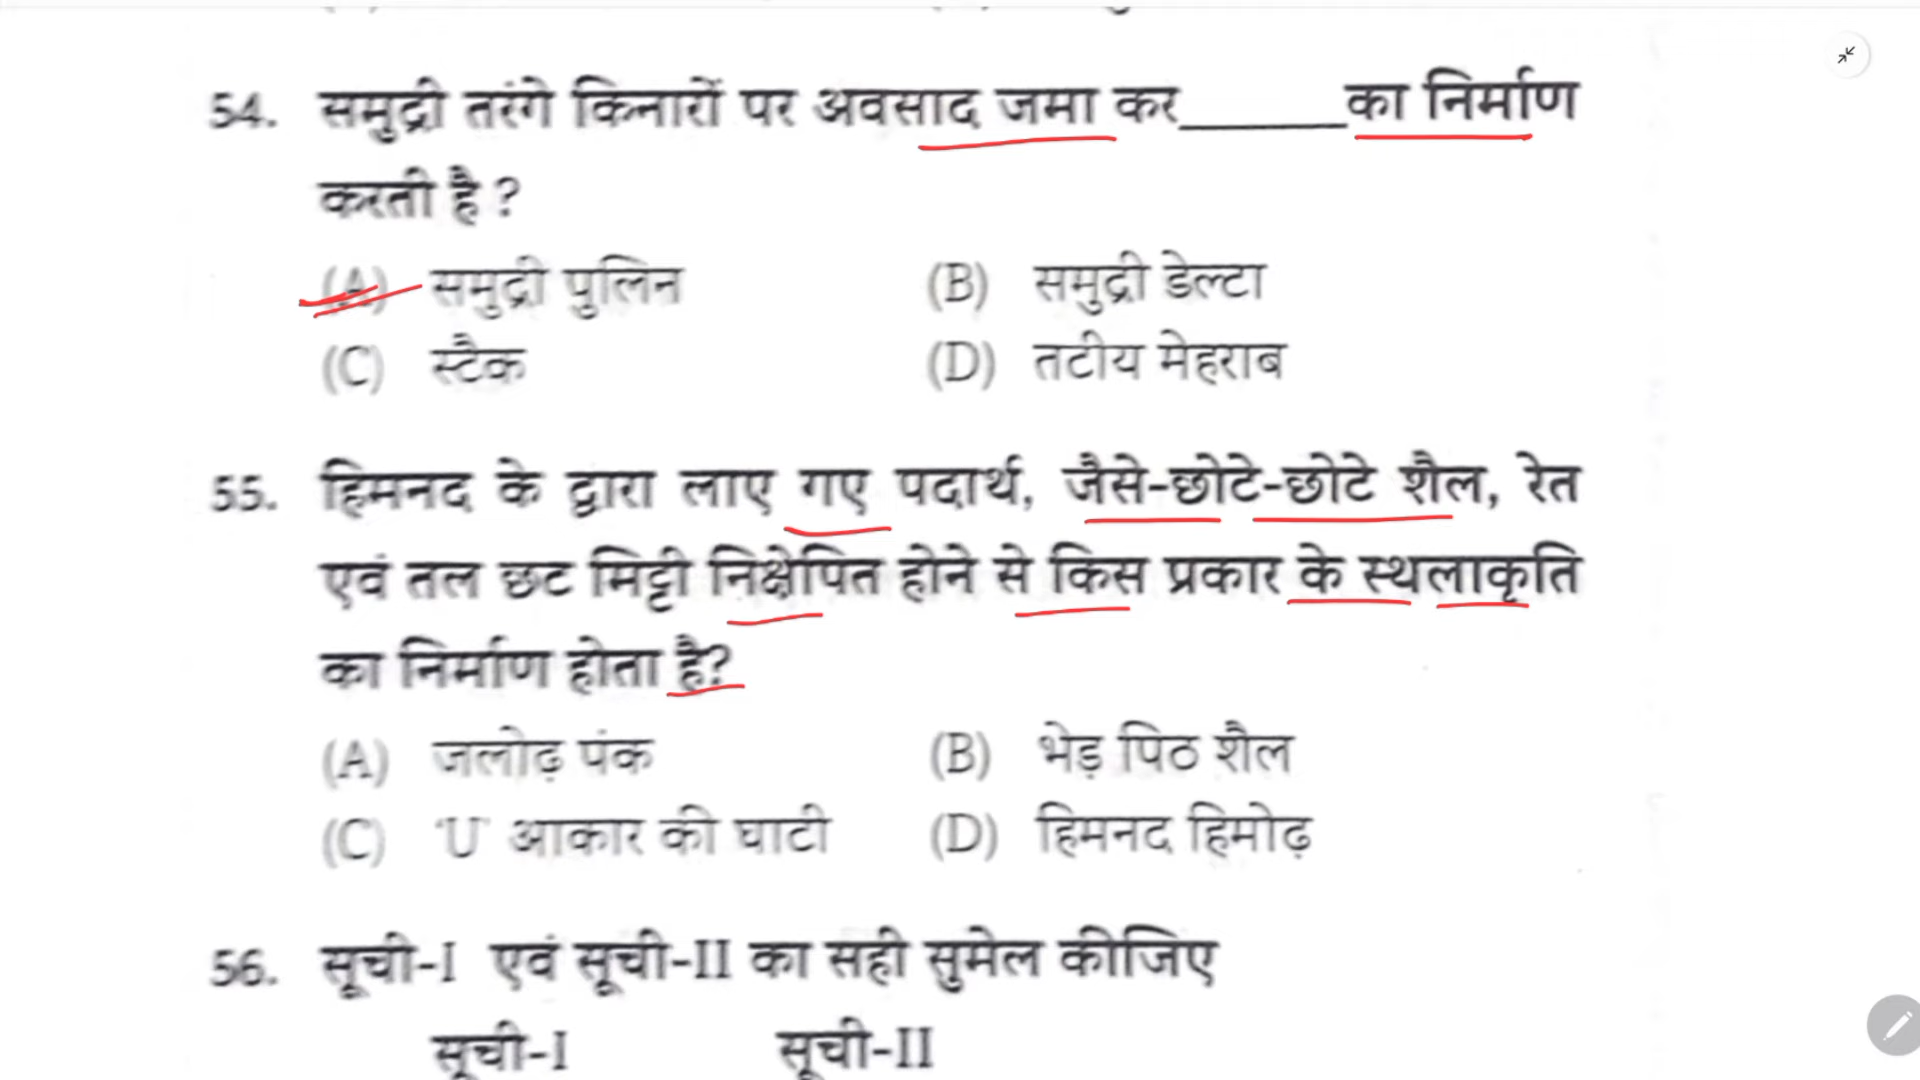 54. समुद्री तरंगे किनारों पर अवसाद जमा कर______का निर्माण
करती है ?
(A) समुद्री पुलिन (B) समुद्री डेल्टा
(C) स्टैक (D) तटीय मेहराब
55. हिमनद के द्वारा लाए गए पदार्थ, जैसे-छोटे-छोटे शैल, रेत
एवं तल छट मिट्टी निक्षेपित होने से किस प्रकार के स्थलाकृति
का निर्माण होता है?
(A) जलोढ़ पंक (B) भेड़ पिठ शैल
(C) 'U' आकार की घाटी (D) हिमनद हिमोढ़
56. सूची-I एवं सूची-II का सही सुमेल कीजिए
सूची-I सूची-II